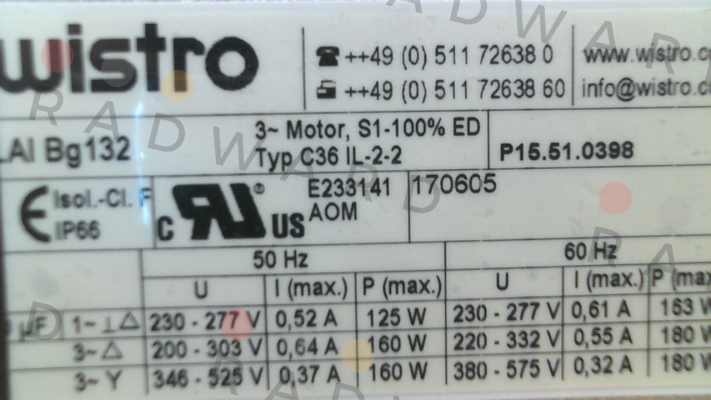 wistro
++49 (0) 511 72638 0
www.wistro.c
++49 (0) 511 72638 60
info@wistro.c
LAI Bg132
3~ Motor, S1-100% ED
Typ C36 IL-2-2
P15.51.0398
Isol.-Cl. F
IP66
c RU US ®
E233141
AOM
170605
50 Hz
60 Hz
U I (max.) P (max.) U I (max.) P (max
µF 1~ ⊥ △ 230 - 277 V 0,52 A 125 W 230 - 277 V 0,61 A 163 W
3~ △ 200 - 303 V 0,64 A 160 W 220 - 332 V 0,55 A 180 W
3~ Y 346 - 525 V 0,37 A 160 W 380 - 575 V 0,32 A 180 W
RADWARD